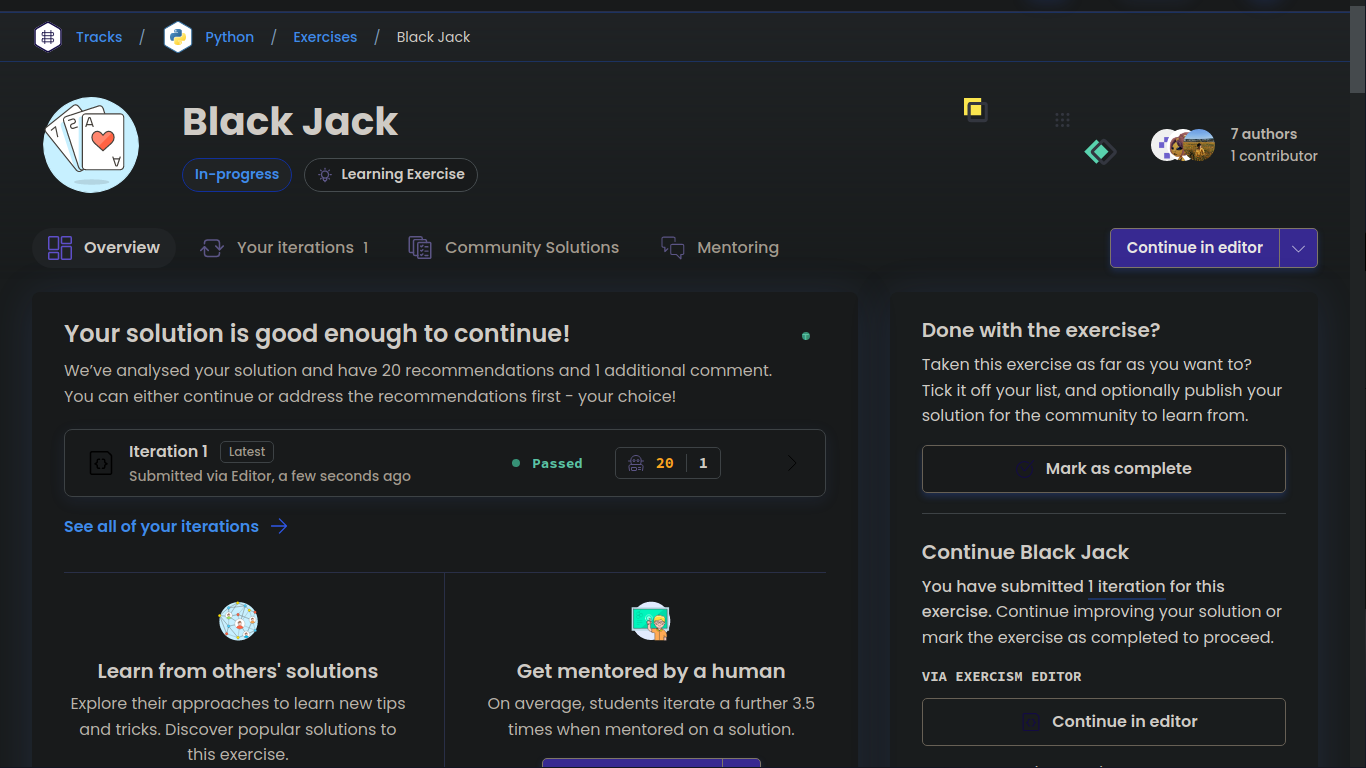 Tracks / Python / Exercises / Black Jack
Black Jack
7 authors
1 contributor
In-progress Learning Exercise
Overview Your iterations 1 Community Solutions Mentoring Continue in editor
Your solution is good enough to continue!
We’ve analysed your solution and have 20 recommendations and 1 additional comment.
You can either continue or address the recommendations first - your choice!
Iteration 1 Latest
Submitted via Editor, a few seconds ago
Passed 20 1
See all of your iterations
Learn from others' solutions
Explore their approaches to learn new tips
and tricks. Discover popular solutions to
this exercise.
Get mentored by a human
On average, students iterate a further 3.5
times when mentored on a solution.
Done with the exercise?
Taken this exercise as far as you want to?
Tick it off your list, and optionally publish your
solution for the community to learn from.
Mark as complete
Continue Black Jack
You have submitted 1 iteration for this
exercise. Continue improving your solution or
mark the exercise as completed to proceed.
VIA EXERCISM EDITOR
Continue in editor